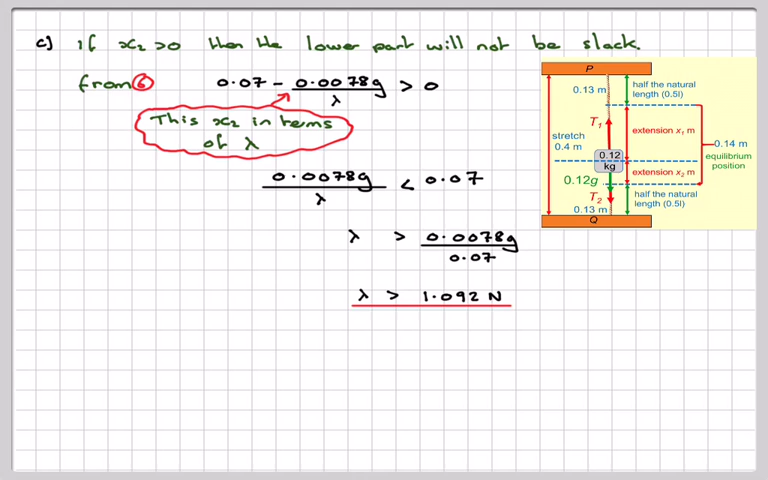 c) If x₂ > 0 then the lower part will not be slack.
from ⑥ 0.07 - 0.0078g/λ > 0
This x₂ in terms
of λ
0.0078g/λ < 0.07
λ > 0.0078g/0.07
λ > 1.092 N
P
0.13 m
half the natural
length (0.5l)
T₁
extension x₁ m
stretch
0.4 m
0.12
kg
0.14 m
equilibrium
position
extension x₂ m
0.12g
T₂
half the natural
length (0.5l)
0.13 m
Q